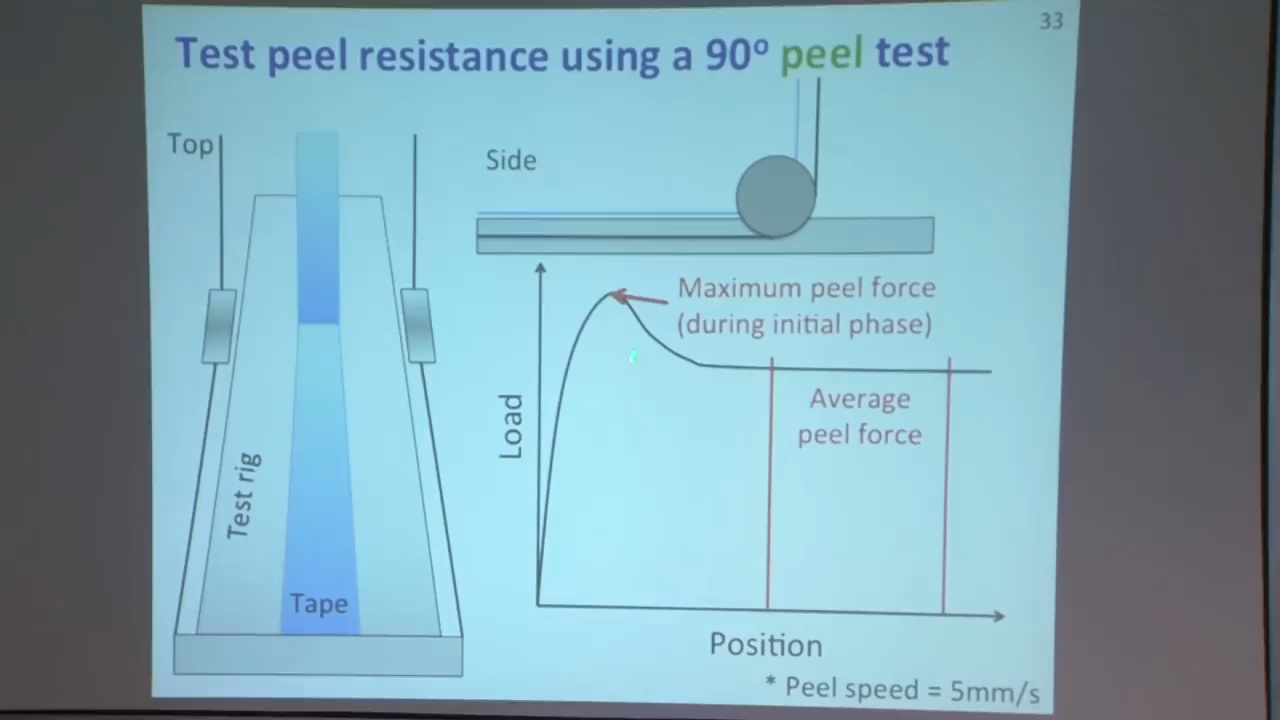 33
Test peel resistance using a 90º peel test
Top
Side
Maximum peel force
(during initial phase)
Average
peel force
Load
Test rig
Tape
Position
* Peel speed = 5mm/s